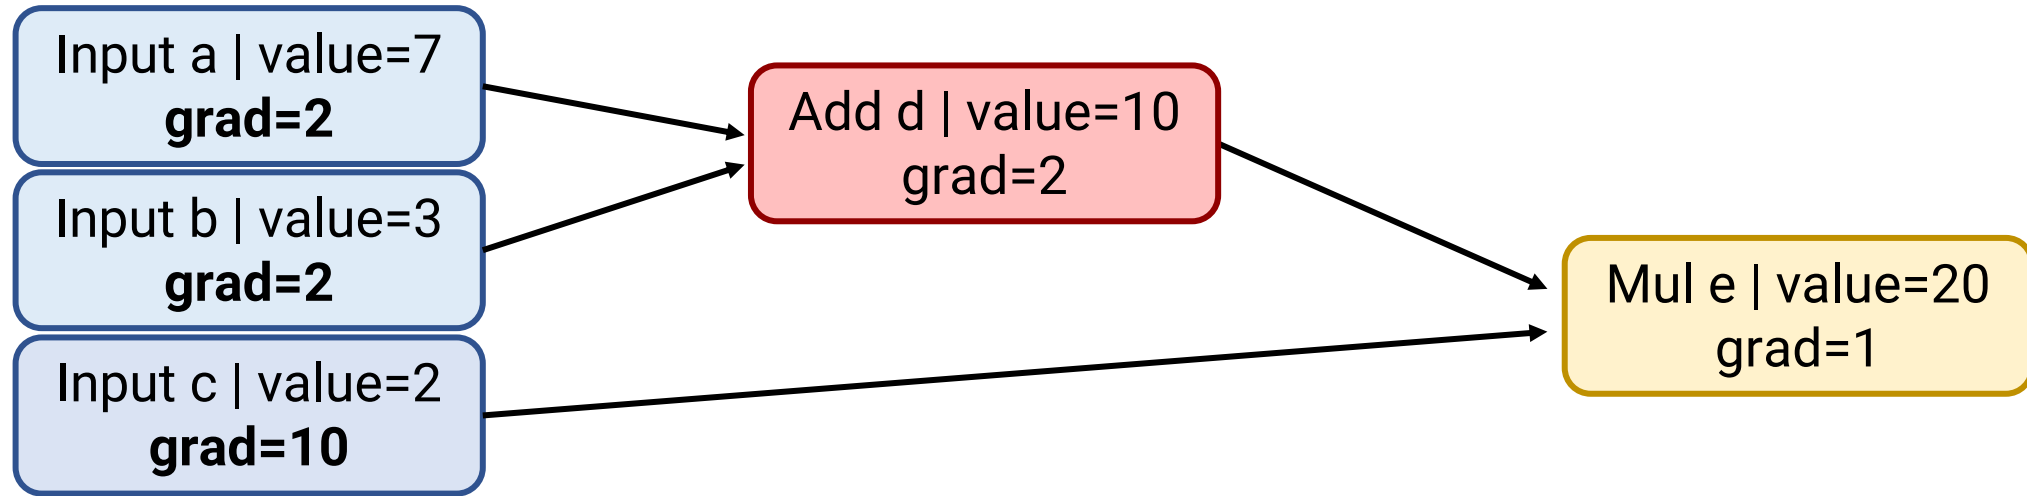 Input a | value=7
grad=2
Input b | value=3
grad=2
Input c | value=2
grad=10
Add d | value=10
grad=2
Mul e | value=20
grad=1